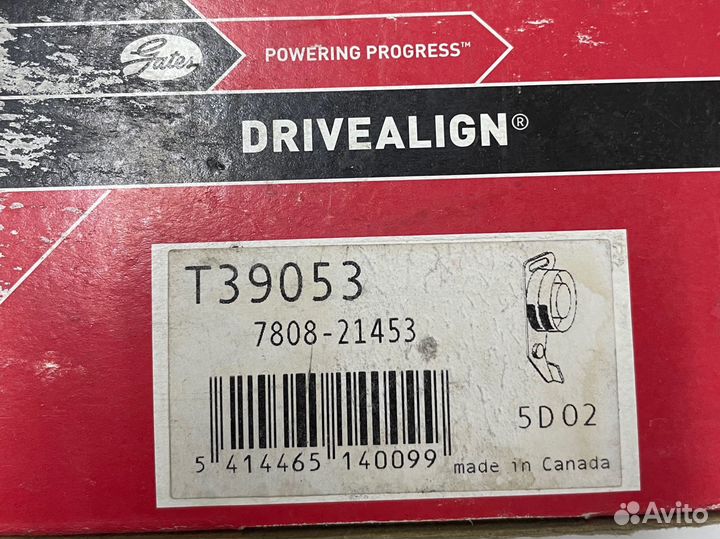 Gates
POWERING PROGRESS™
DRIVEALIGN®
T39053
7808-21453
5D02
5 414465 140099
made in Canada
Avito